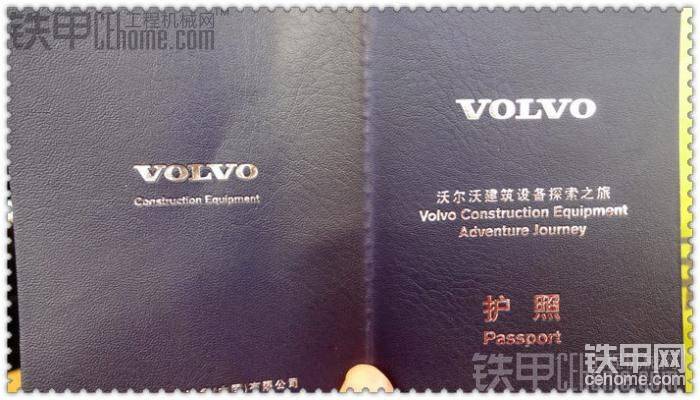 铁甲 工程机械网
CEhome.com
VOLVO
Construction Equipment
有限公司
VOLVO
沃尔沃建筑设备探索之旅
Volvo Construction Equipment
Adventure Journey
护照
Passport
铁甲
铁甲网
cehome.com